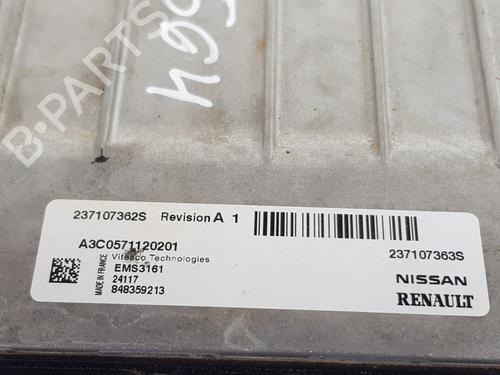 B-PARTS
237107362S Revision A 1
A3C0571120201
237107363S
Vitesco Technologies
MADE IN FRANCE
EMS3161
24117
848359213
NISSAN
RENAULT